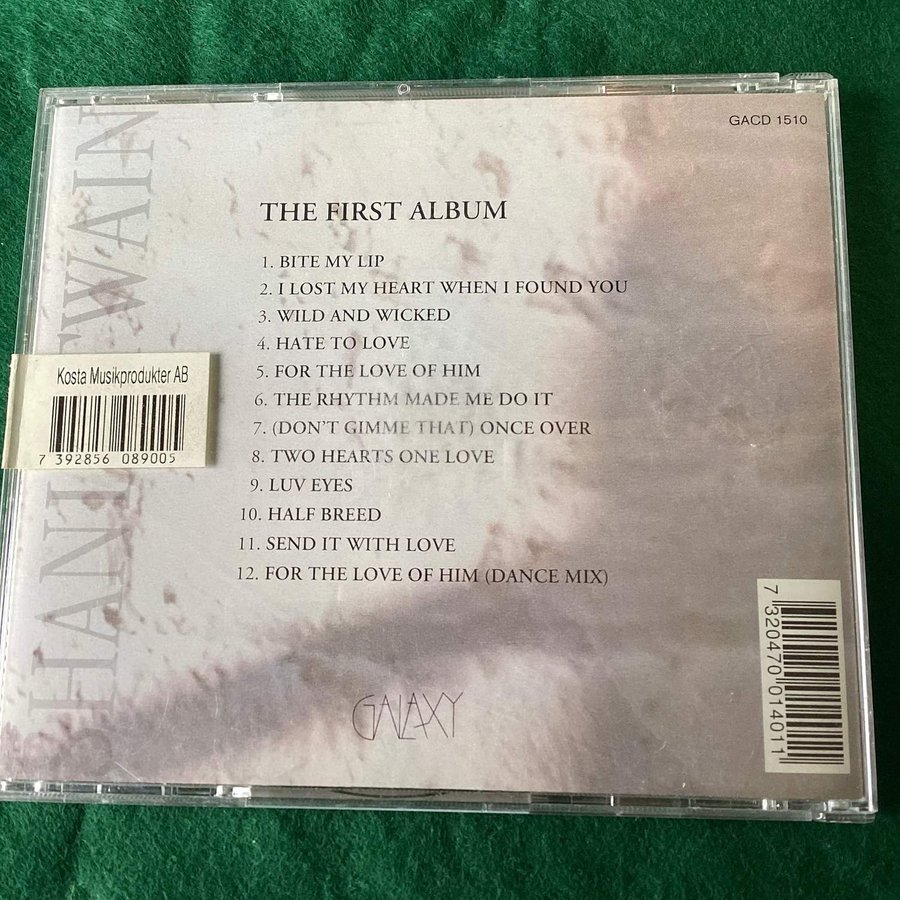 GACD 1510
THE FIRST ALBUM
1. BITE MY LIP
2. I LOST MY HEART WHEN I FOUND YOU
3. WILD AND WICKED
4. HATE TO LOVE
5. FOR THE LOVE OF HIM
6. THE RHYTHM MADE ME DO IT
7. (DON'T GIMME THAT) ONCE OVER
8. TWO HEARTS ONE LOVE
9. LUV EYES
10. HALF BREED
11. SEND IT WITH LOVE
12. FOR THE LOVE OF HIM (DANCE MIX)
SHANIA TWAIN
Kosta Musikprodukter AB
7 392856 089005
GALAXY
7 320470 014011